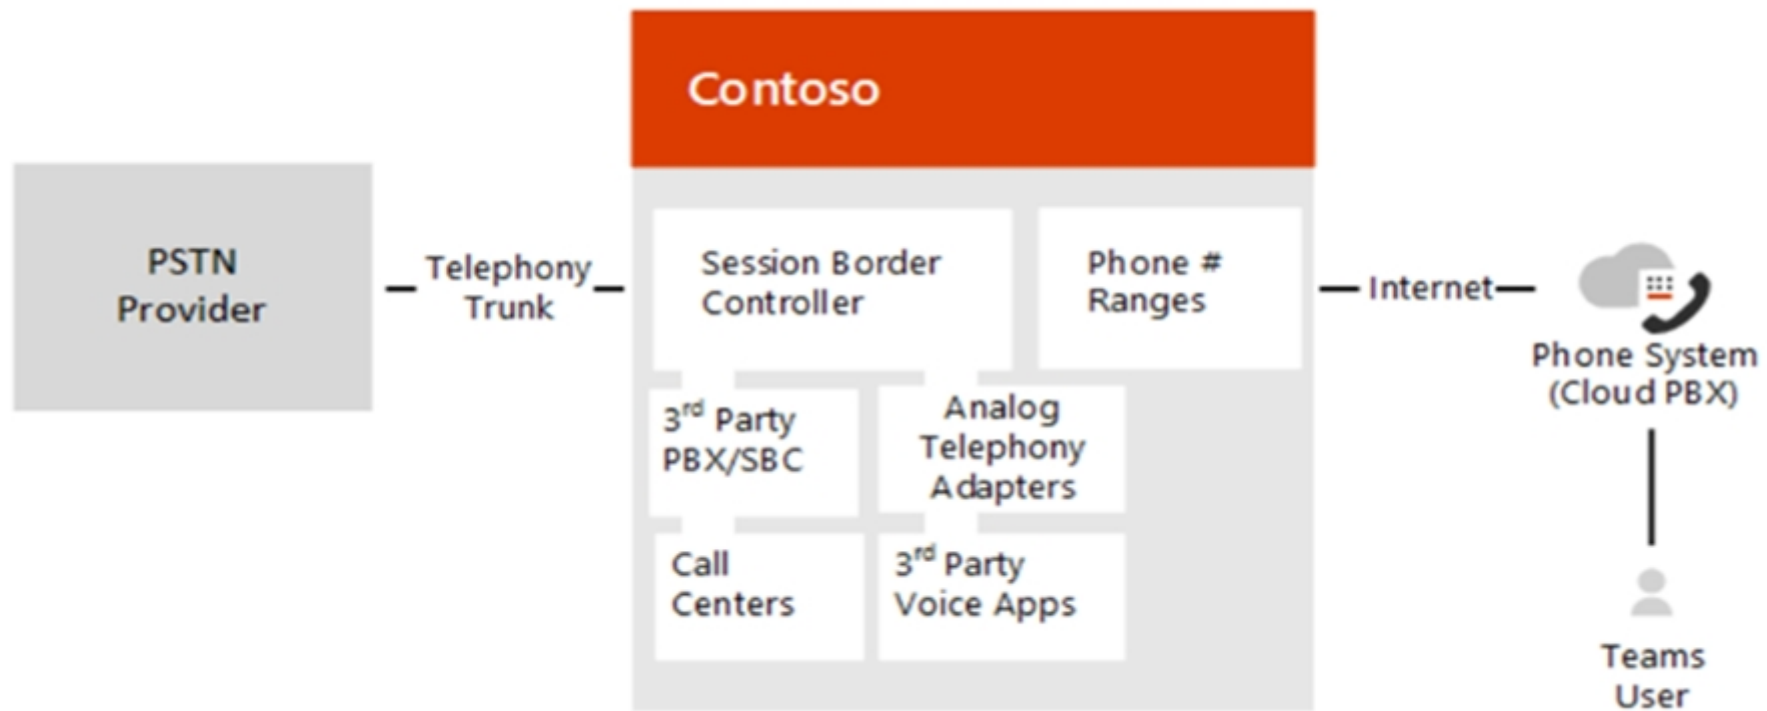 Contoso
PSTN
Provider
Telephony
Trunk
Session Border
Controller
Phone #
Ranges
Internet
Phone System
(Cloud PBX)
3rd Party
PBX/SBC
Analog
Telephony
Adapters
Call
Centers
3rd Party
Voice Apps
Teams
User